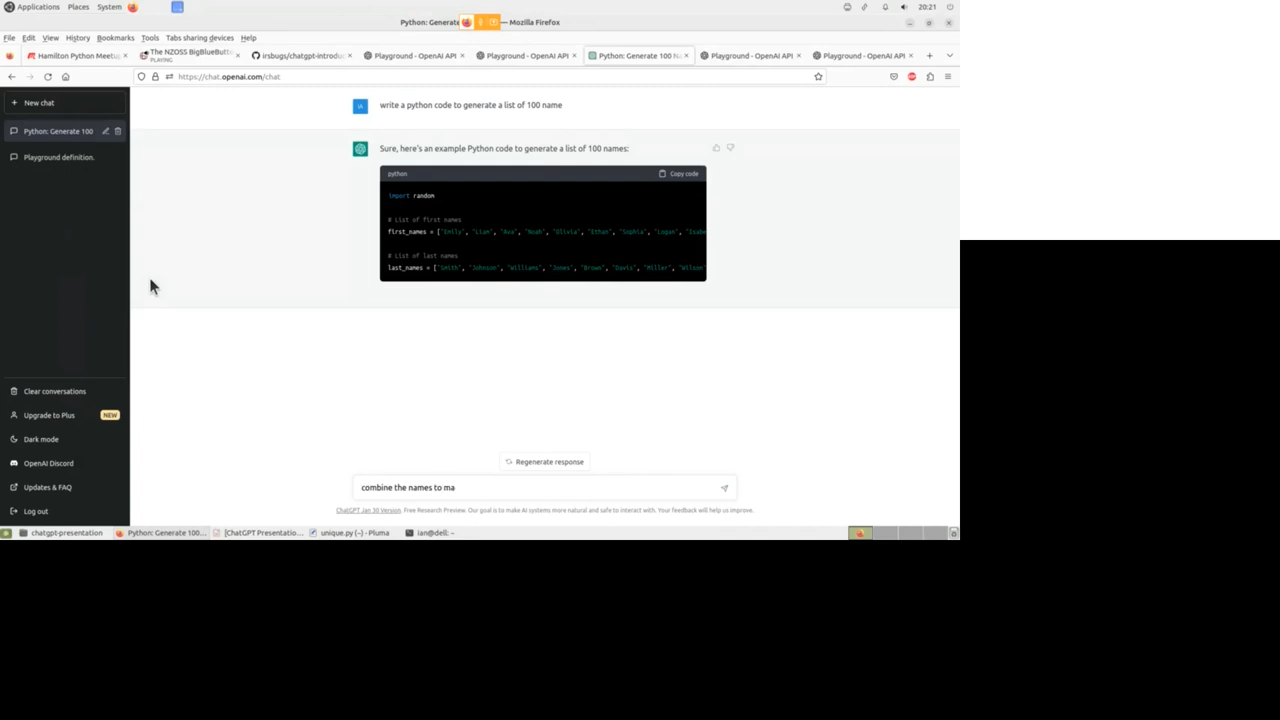 Applications Places System
20:21
Python: Generate — Mozilla Firefox
File Edit View History Bookmarks Tools Tabs sharing devices Help
Hamilton Python Meetu
The NZOSS BigBlueButt
PLAYING
irsbugs/chatgpt-introduc
Playground - OpenAI API
Playground - OpenAI API
Python: Generate 100 Na
Playground - OpenAI API
Playground - OpenAI API
https://chat.openai.com/chat
New chat
Python: Generate 100
Playground definition.
Clear conversations
Upgrade to Plus NEW
Dark mode
OpenAI Discord
Updates & FAQ
Log out
write a python code to generate a list of 100 name
Sure, here's an example Python code to generate a list of 100 names:
python Copy code
import random
# List of first names
first_names = ["Emily", "Liam", "Ava", "Noah", "Olivia", "Ethan", "Sophia", "Logan", "Isabe
# List of last names
last_names = ["Smith", "Johnson", "Williams", "Jones", "Brown", "Davis", "Miller", "Wilson"
Regenerate response
combine the names to ma
ChatGPT Jan 30 Version. Free Research Preview. Our goal is to make AI systems more natural and safe to interact with. Your feedback will help us improve.
chatgpt-presentation
Python: Generate 100...
[ChatGPT Presentatio...
unique.py (~) - Pluma
ian@dell: ~